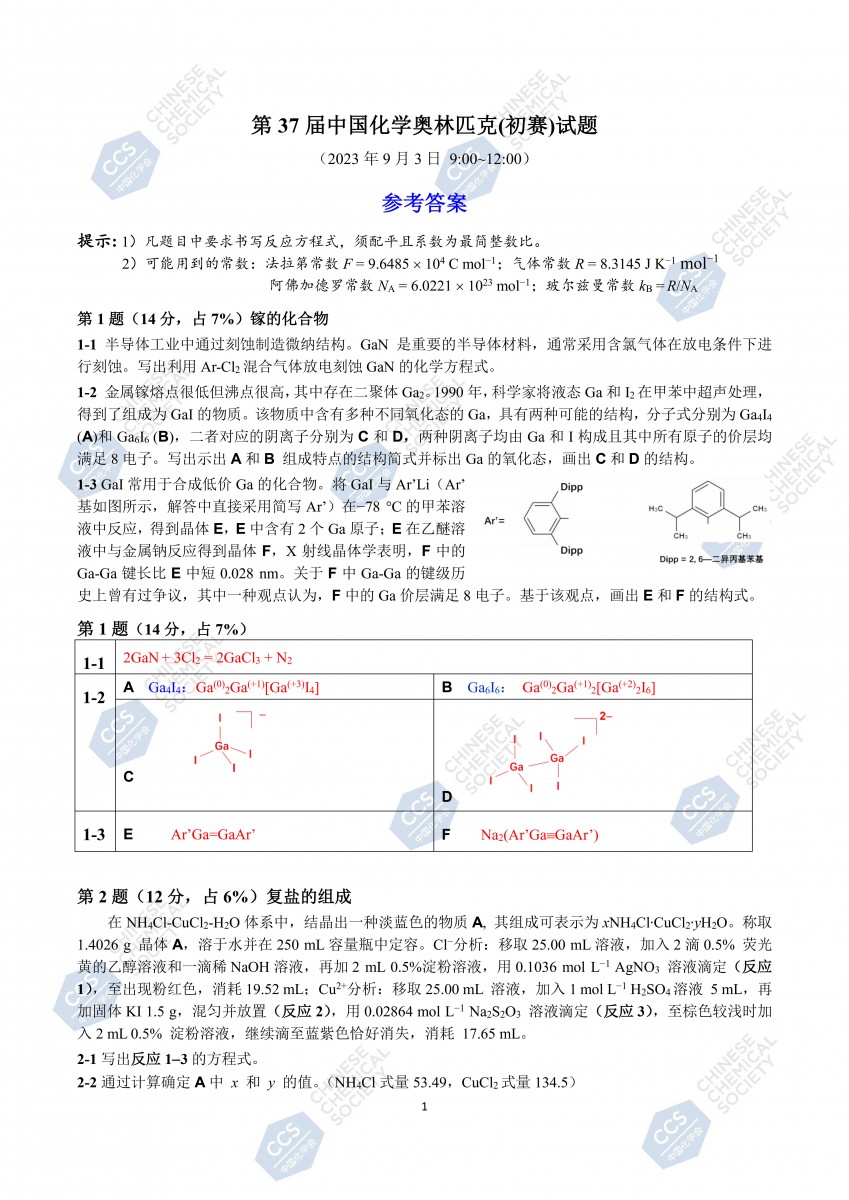 第 37 届中国化学奥林匹克(初赛)试题
（2023 年 9 月 3 日 9:00~12:00）
参考答案
提示：1）凡题目中要求书写反应方程式，须配平且系数为最简整数比。
2）可能用到的常数：法拉第常数 F = 9.6485 × 10⁴ C mol⁻¹；气体常数 R = 8.3145 J K⁻¹ mol⁻¹
阿佛加德罗常数 NA = 6.0221 × 10²³ mol⁻¹；玻尔兹曼常数 kB = R/NA
第 1 题（14 分，占 7%）镓的化合物
1-1 半导体工业中通过刻蚀制造微纳结构。GaN 是重要的半导体材料，通常采用含氯气体在放电条件下进
行刻蚀。写出利用 Ar-Cl₂ 混合气体放电刻蚀 GaN 的化学方程式。
1-2 金属镓熔点很低但沸点很高，其中存在二聚体 Ga₂。1990 年，科学家将液态 Ga 和 I₂ 在甲苯中超声处理，
得到了组成为 GaI 的物质。该物质中含有多种不同氧化态的 Ga，具有两种可能的结构，分子式分别为 Ga₄I₄
(A)和 Ga₆I₆ (B)，二者对应的阴离子分别为 C 和 D，两种阴离子均由 Ga 和 I 构成且其中所有原子的价层均
满足 8 电子。写出示出 A 和 B 组成特点的结构简式并标出 Ga 的氧化态，画出 C 和 D 的结构。
1-3 GaI 常用于合成低价 Ga 的化合物。将 GaI 与 Ar’Li（Ar’
基如图所示，解答中直接采用简写 Ar’）在−78 °C 的甲苯溶
液中反应，得到晶体 E，E 中含有 2 个 Ga 原子；E 在乙醚溶
液中与金属钠反应得到晶体 F，X 射线晶体学表明，F 中的
Ga-Ga 键长比 E 中短 0.028 nm。关于 F 中 Ga-Ga 的键级历
史上曾有过争议，其中一种观点认为，F 中的 Ga 价层满足 8 电子。基于该观点，画出 E 和 F 的结构式。
Ar'=
Dipp
Dipp
H₃C
CH₃
CH₃
CH₃
Dipp = 2, 6—二异丙基苯基
第 1 题（14 分，占 7%）
1-1 2GaN + 3Cl₂ = 2GaCl₃ + N₂
1-2 A Ga₄I₄： Ga⁽⁰⁾₂Ga⁽⁺¹⁾[Ga⁽⁺³⁾I₄] B Ga₆I₆： Ga⁽⁰⁾₂Ga⁽⁺¹⁾₂[Ga⁽⁺²⁾₂I₆]
C
I
−
Ga
I
I
I
D
2−
I
I
I
Ga
Ga
I
I
I
1-3 E Ar’Ga=GaAr’ F Na₂(Ar’Ga≡GaAr’)
第 2 题（12 分，占 6%）复盐的组成
在 NH₄Cl-CuCl₂-H₂O 体系中，结晶出一种淡蓝色的物质 A, 其组成可表示为 xNH₄Cl·CuCl₂·yH₂O。称取
1.4026 g 晶体 A，溶于水并在 250 mL 容量瓶中定容。Cl⁻分析：移取 25.00 mL 溶液，加入 2 滴 0.5% 荧光
黄的乙醇溶液和一滴稀 NaOH 溶液，再加 2 mL 0.5%淀粉溶液，用 0.1036 mol L⁻¹ AgNO₃ 溶液滴定（反应
1），至出现粉红色，消耗 19.52 mL；Cu²⁺分析：移取 25.00 mL 溶液，加入 1 mol L⁻¹ H₂SO₄ 溶液 5 mL，再
加固体 KI 1.5 g，混匀并放置（反应 2），用 0.02864 mol L⁻¹ Na₂S₂O₃ 溶液滴定（反应 3），至棕色较浅时加
入 2 mL 0.5% 淀粉溶液，继续滴至蓝紫色恰好消失，消耗 17.65 mL。
2-1 写出反应 1–3 的方程式。
2-2 通过计算确定 A 中 x 和 y 的值。（NH₄Cl 式量 53.49，CuCl₂ 式量 134.5）
1
CCS
中国化学会
CHINESE
CHEMICAL
SOCIETY